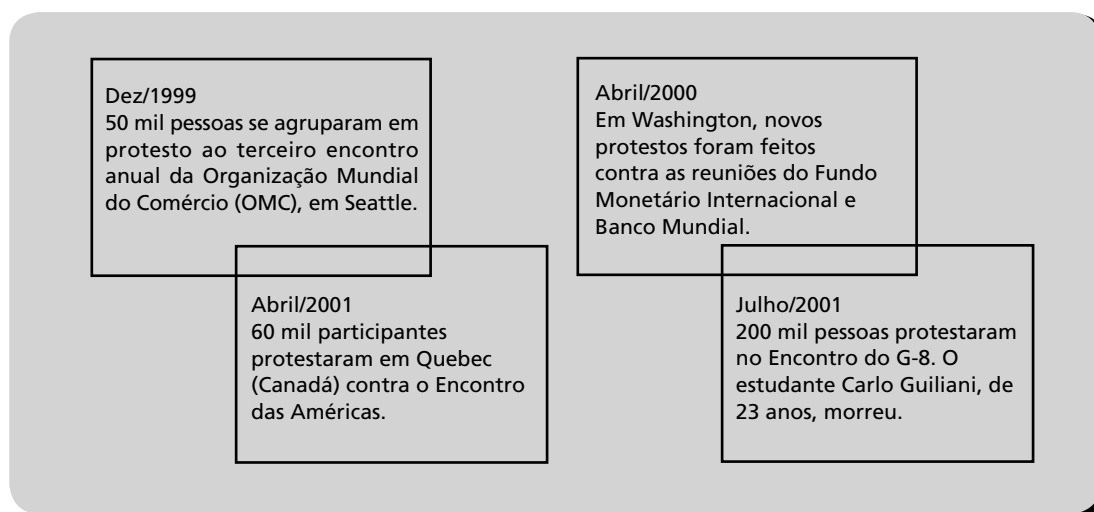 Dez/1999
50 mil pessoas se agruparam em
protesto ao terceiro encontro
anual da Organização Mundial
do Comércio (OMC), em Seattle.
Abril/2001
60 mil participantes
protestaram em Quebec
(Canadá) contra o Encontro
das Américas.
Abril/2000
Em Washington, novos
protestos foram feitos
contra as reuniões do Fundo
Monetário Internacional e
Banco Mundial.
Julho/2001
200 mil pessoas protestaram
no Encontro do G-8. O
estudante Carlo Guiliani, de
23 anos, morreu.